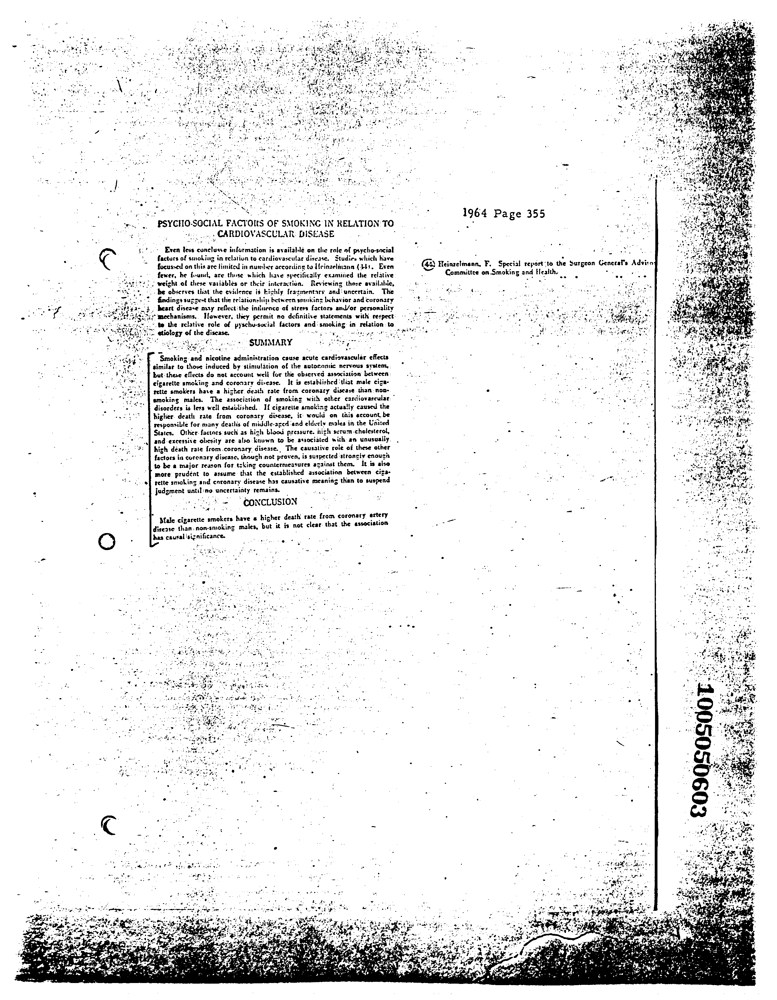 1964 Page 355
PSYCHO-SOCIAL FACTORS OF SMOKING IN RELATION TO
CARDIOVASCULAR DISEASE
Even less conclusive information is available on the role of psycho-social
factors of smoking in relation to cardiovascular disease. Studies which have
focused on this are limited in number according to Heinzelmann (44). Even
fewer, he found, are those which have specifically examined the relative
weight of these variables or their interaction. Reviewing those available,
he observes that the evidence is highly fragmentary and uncertain. The
findings suggest that the relationship between smoking behavior and coronary
heart disease may reflect the influence of stress factors and/or personality
mechanisms. However, they permit no definitive statements with respect
to the relative role of pyscho-social factors and smoking in relation to
etiology of the disease.
SUMMARY
Smoking and nicotine administration cause acute cardiovascular effects
similar to those induced by stimulation of the autonomic nervous system,
but these effects do not account well for the observed association between
cigarette smoking and coronary disease. It is established that male ciga-
rette smokers have a higher death rate from coronary disease than non-
smoking males. The association of smoking with other cardiovascular
disorders is less well established. If cigarette smoking actually caused the
higher death rate from coronary disease, it would on this account be
responsible for many deaths of middle-aged and elderly males in the United
States. Other factors such as high blood pressure, high serum cholesterol,
and excessive obesity are also known to be associated with an unusually
high death rate from coronary disease. The causative role of these other
factors in coronary disease, though not proven, is suspected strongly enough
to be a major reason for taking countermeasures against them. It is also
more prudent to assume that the established association between ciga-
rette smoking and coronary disease has causative meaning than to suspend
judgment until no uncertainty remains.
CONCLUSION
Male cigarette smokers have a higher death rate from coronary artery
disease than non-smoking males, but it is not clear that the association
has causal significance.
Heinzelmann, F. Special report to the Surgeon General's Advisory
Committee on Smoking and Health.
1005050603